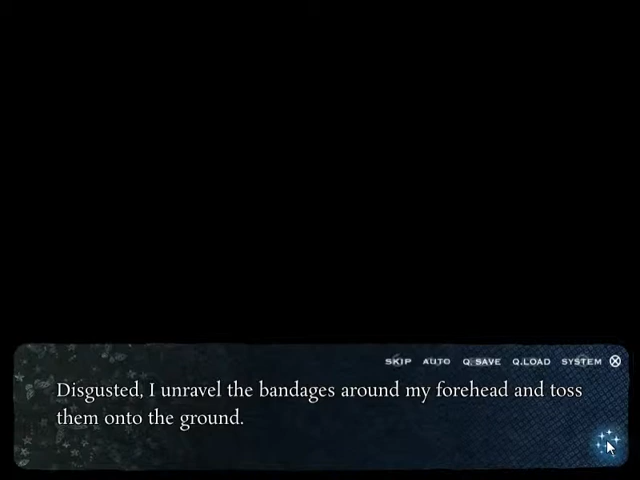 SKIP AUTO Q.SAVE Q.LOAD SYSTEM
Disgusted, I unravel the bandages around my forehead and toss
them onto the ground.